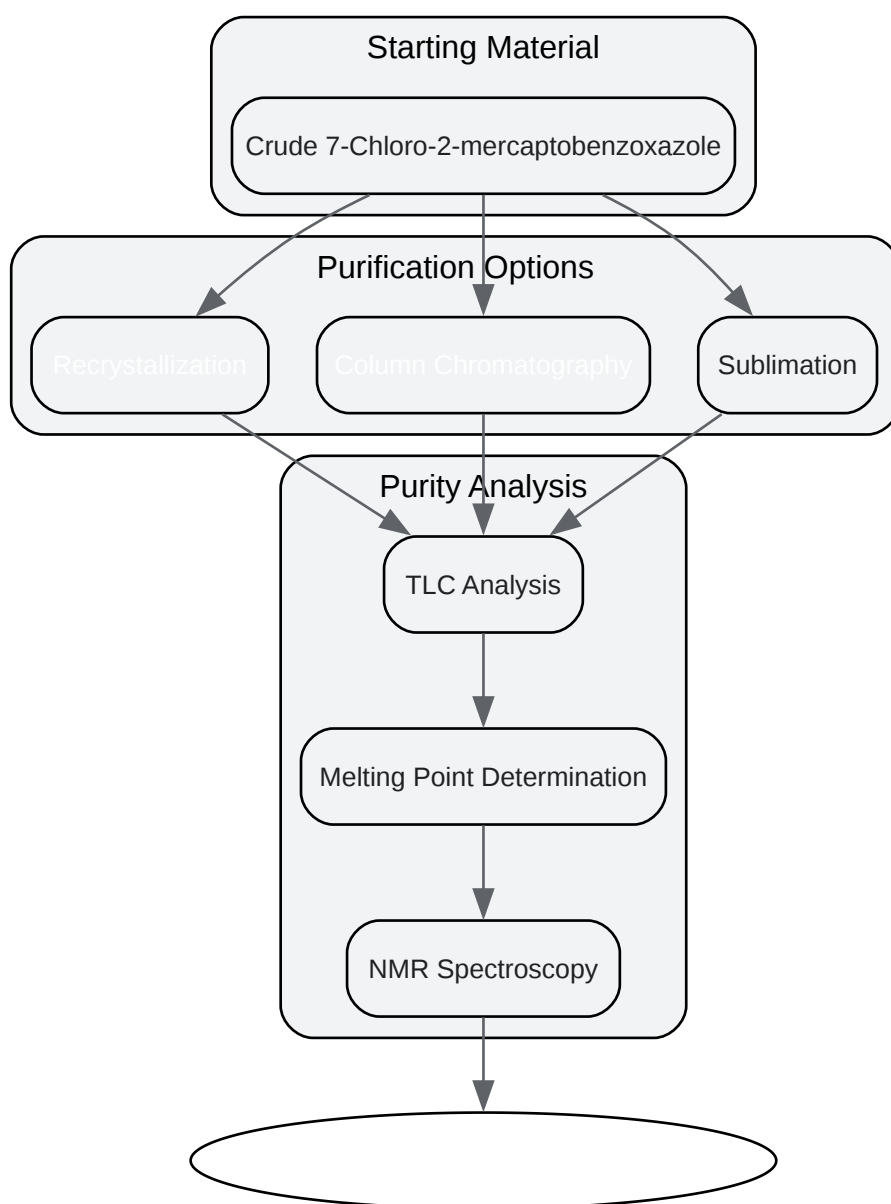 Starting Material
Crude 7-Chloro-2-mercaptobenzoxazole
Purification Options
Recrystallization
Column Chromatography
Sublimation
Purity Analysis
TLC Analysis
Melting Point Determination
NMR Spectroscopy